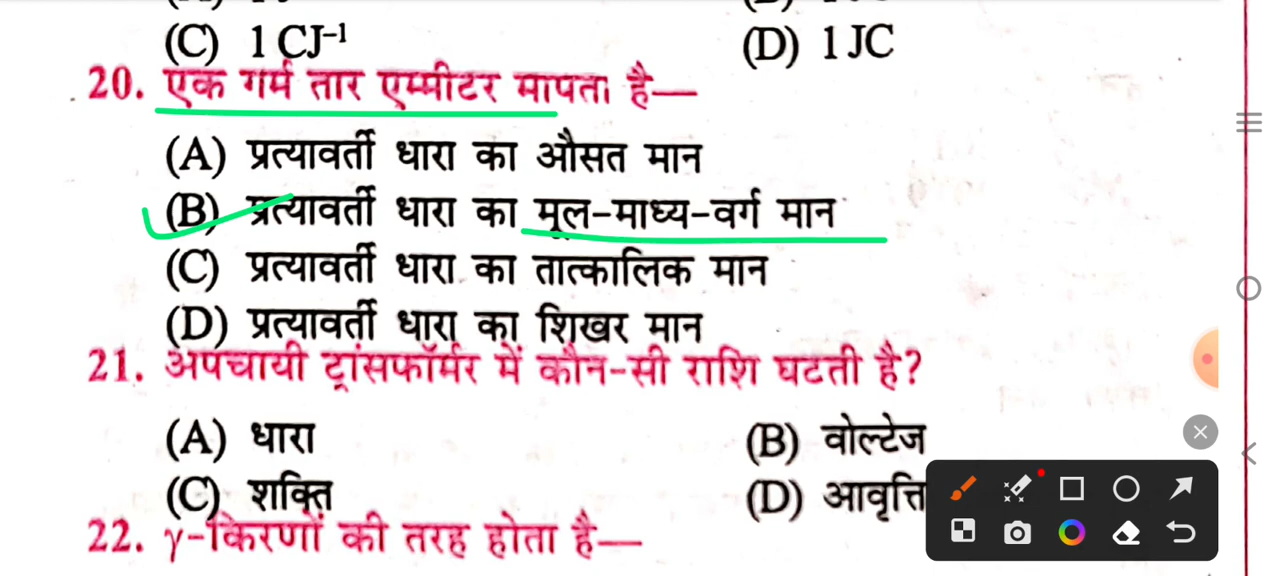 (C) 1 CJ⁻¹ (D) 1 JC
20. एक गर्म तार एम्मीटर मापता है—
(A) प्रत्यावर्ती धारा का औसत मान
(B) प्रत्यावर्ती धारा का मूल-माध्य-वर्ग मान
(C) प्रत्यावर्ती धारा का तात्कालिक मान
(D) प्रत्यावर्ती धारा का शिखर मान
21. अपचायी ट्रांसफॉर्मर में कौन-सी राशि घटती है?
(A) धारा (B) वोल्टेज
(C) शक्ति (D) आवृत्ति
22. γ-किरणों की तरह होता है—